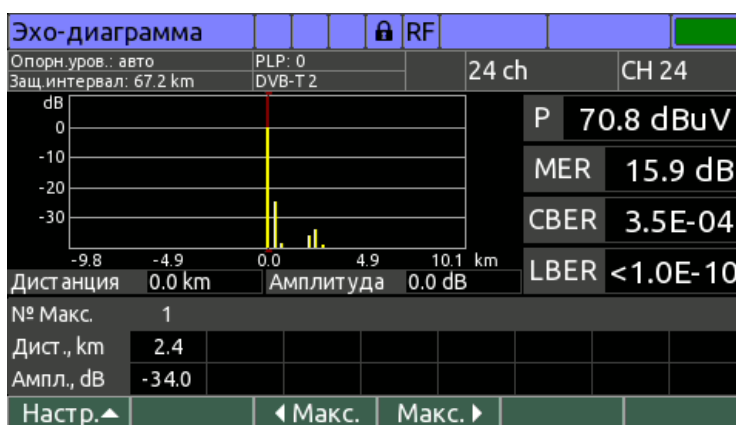 Эхо-диаграмма RF
Опорн.уров.: авто PLP: 0 24 ch CH 24
Защ.интервал: 67.2 km DVB-T2
dB
0
-10
-20
-30
-9.8 -4.9 0.0 4.9 10.1 km
P 70.8 dBuV
MER 15.9 dB
CBER 3.5E-04
LBER <1.0E-10
Дистанция 0.0 km Амплитуда 0.0 dB
№ Макс. 1
Дист., km 2.4
Ампл., dB -34.0
Настр. Макс. Макс.